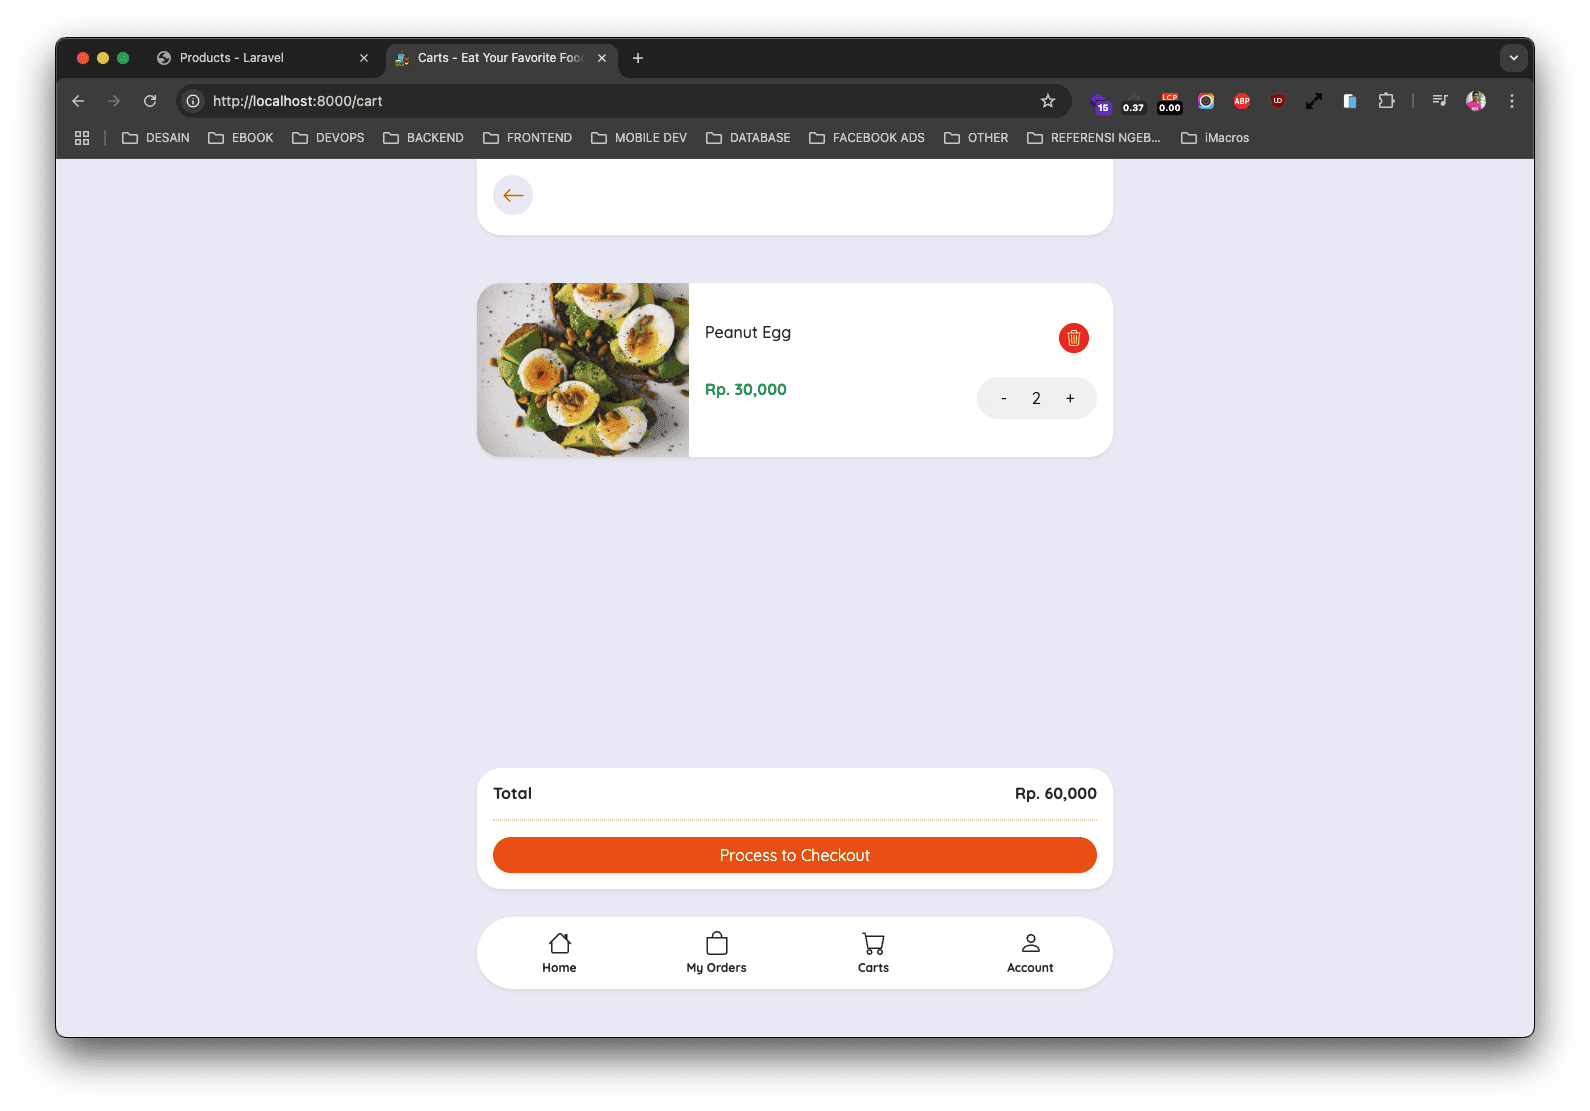 Products - Laravel
Carts - Eat Your Favorite Foo
http://localhost:8000/cart
15
0.37
LCP
0.00
ABP
UD
DESAIN
EBOOK
DEVOPS
BACKEND
FRONTEND
MOBILE DEV
DATABASE
FACEBOOK ADS
OTHER
REFERENSI NGEB...
iMacros
Peanut Egg
Rp. 30,000
- 2 +
Total
Rp. 60,000
Process to Checkout
Home
My Orders
Carts
Account